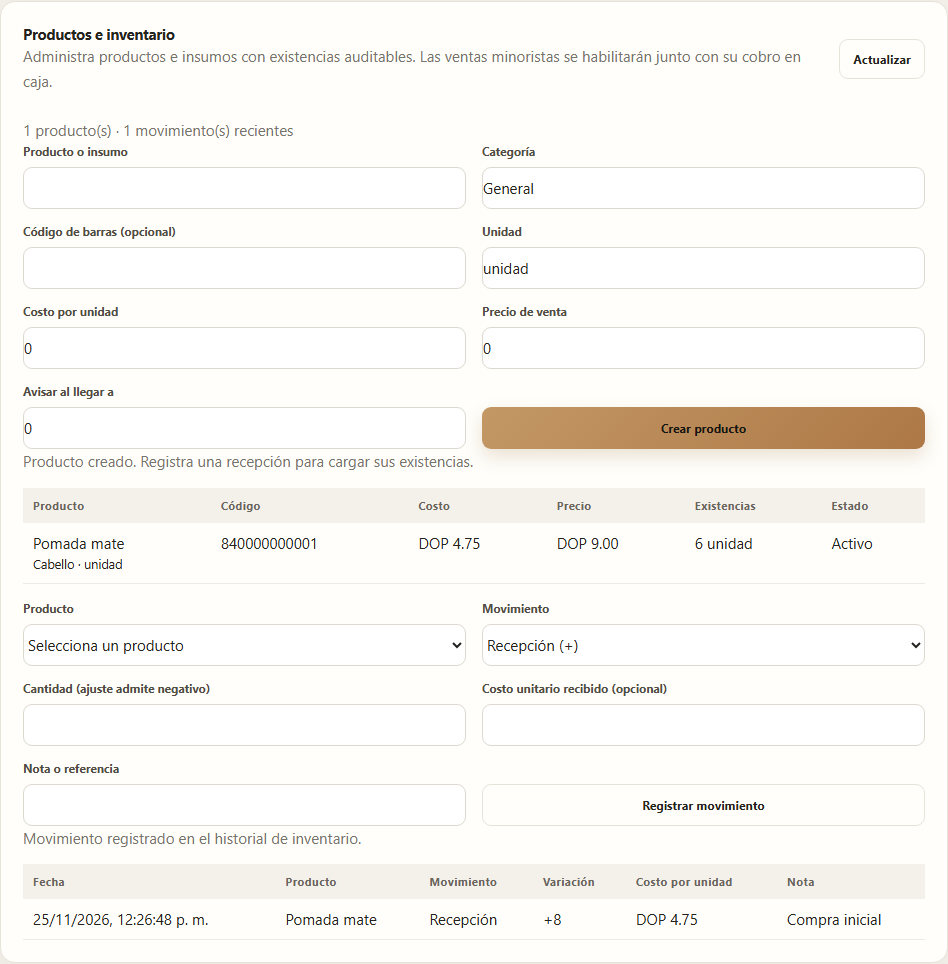 Productos e inventario
Administra productos e insumos con existencias auditables. Las ventas minoristas se habilitarán junto con su cobro en
caja.
Actualizar
1 producto(s) · 1 movimiento(s) recientes
Producto o insumo
Categoría
General
Código de barras (opcional)
Unidad
unidad
Costo por unidad
Precio de venta
0
0
Avisar al llegar a
0
Crear producto
Producto creado. Registra una recepción para cargar sus existencias.
Producto Código Costo Precio Existencias Estado
Pomada mate 840000000001 DOP 4.75 DOP 9.00 6 unidad Activo
Cabello · unidad
Producto
Movimiento
Selecciona un producto
Recepción (+)
Cantidad (ajuste admite negativo)
Costo unitario recibido (opcional)
Nota o referencia
Registrar movimiento
Movimiento registrado en el historial de inventario.
Fecha Producto Movimiento Variación Costo por unidad Nota
25/11/2026, 12:26:48 p. m. Pomada mate Recepción +8 DOP 4.75 Compra inicial